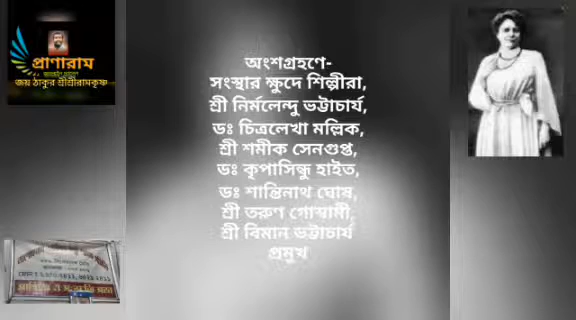 প্রাণারাম
জয় ঠাকুর শ্রীশ্রীরামকৃষ্ণ
অংশগ্রহণে-
সংস্থার ক্ষুদে শিল্পীরা,
শ্রী নির্মলেন্দু ভট্টাচার্য,
ডঃ চিত্রলেখা মল্লিক,
শ্রী শমীক সেনগুপ্ত,
ডঃ কৃপাসিন্ধু হাইত,
ডঃ শান্তিনাথ ঘোষ,
শ্রী তরুণ গোস্বামী,
শ্রী বিমান ভট্টাচার্য
প্রমুখ